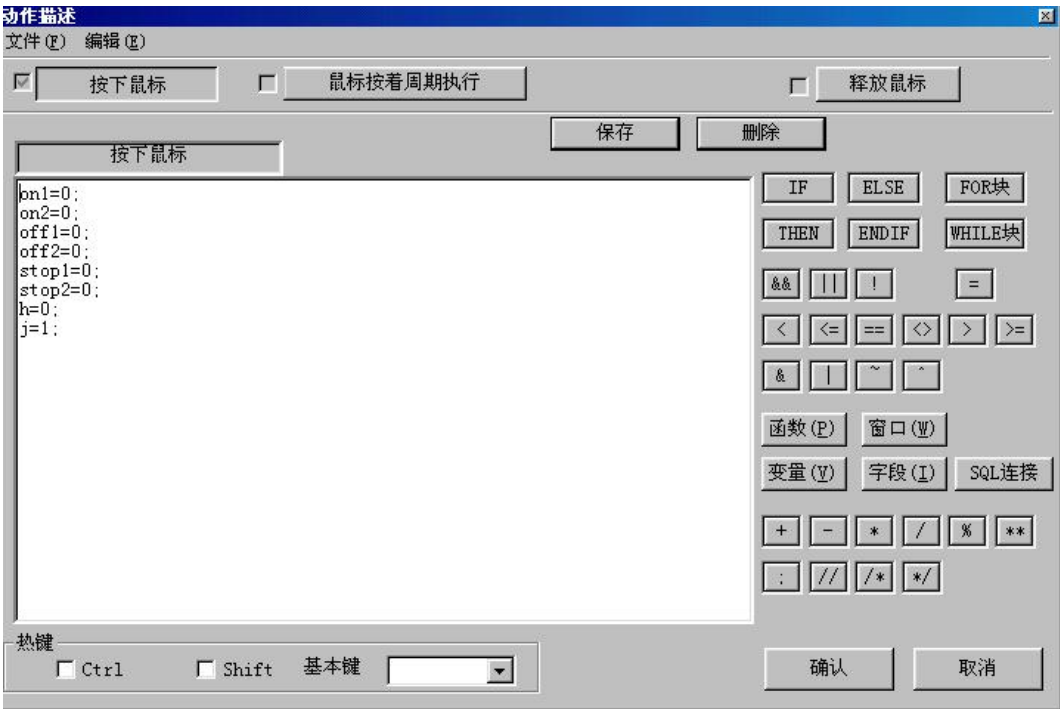 动作描述
文件(F) 编辑(E)
按下鼠标 鼠标按着周期执行 释放鼠标
保存 删除
按下鼠标
on1=0;
on2=0;
off1=0;
off2=0;
stop1=0;
stop2=0;
h=0;
j=1;
IF ELSE FOR块
THEN ENDIF WHILE块
&& || ! =
< <= == <> > >=
& | ~ ^
函数(P) 窗口(W)
变量(V) 字段(I) SQL连接
+ - * / % **
; // /* */
热键
Ctrl Shift 基本键
确认 取消